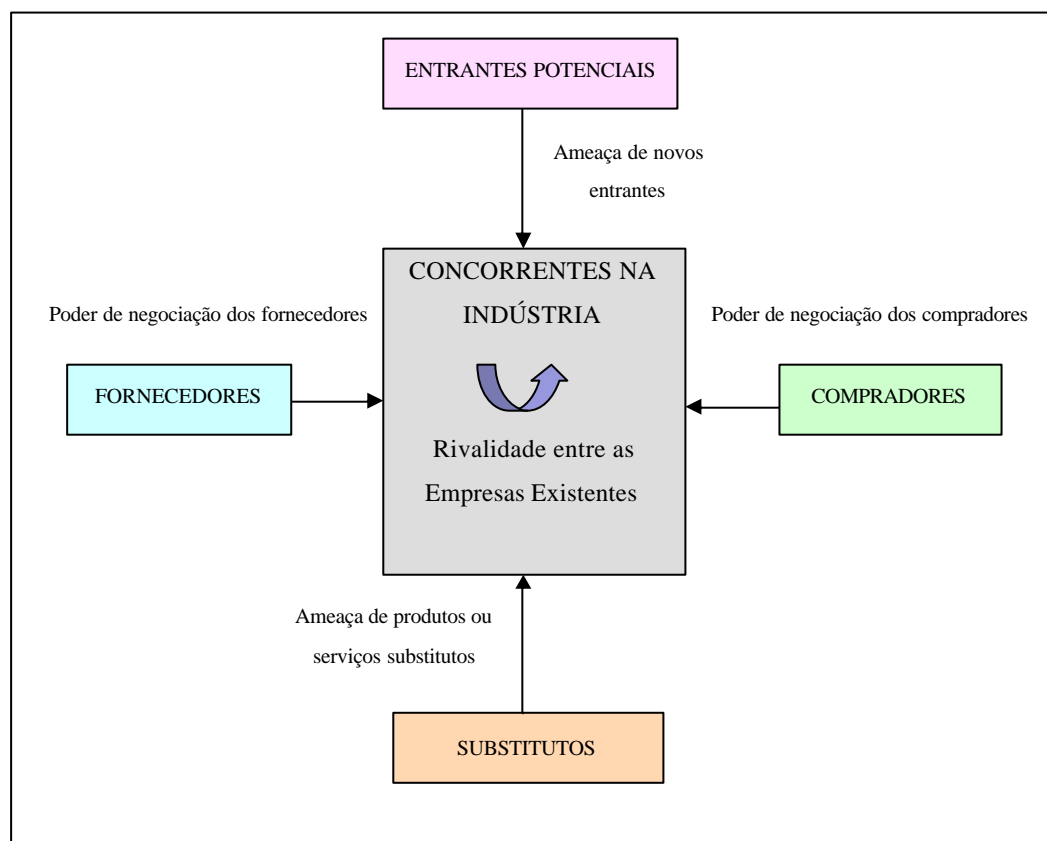 ENTRANTES POTENCIAIS
Ameaça de novos
entrantes
CONCORRENTES NA
INDÚSTRIA
Poder de negociação dos fornecedores
Poder de negociação dos compradores
FORNECEDORES
COMPRADORES
Rivalidade entre as
Empresas Existentes
Ameaça de produtos ou
serviços substitutos
SUBSTITUTOS